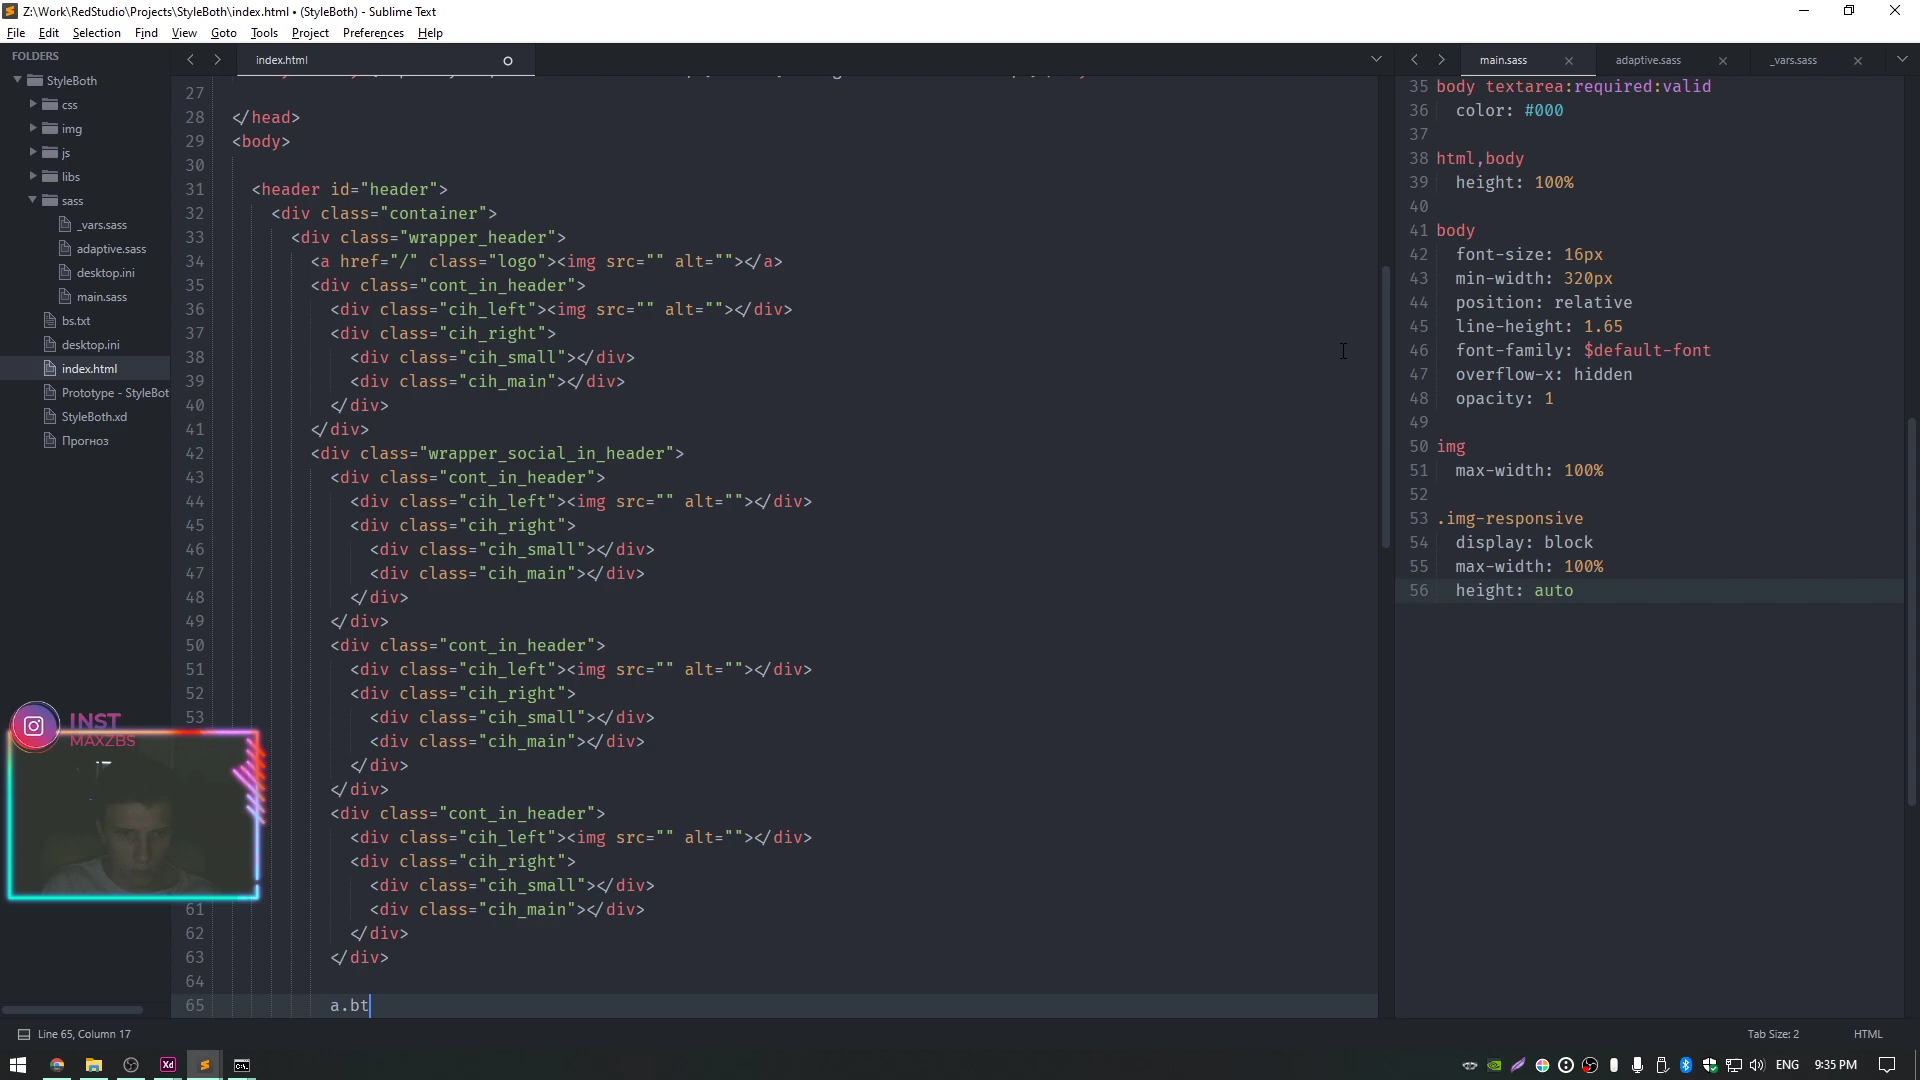 Z:\Work\RedStudio\Projects\StyleBoth\index.html • (StyleBoth) - Sublime Text
File Edit Selection Find View Goto Tools Project Preferences Help
FOLDERS
StyleBoth
css
img
js
libs
sass
_vars.sass
adaptive.sass
desktop.ini
main.sass
bs.txt
desktop.ini
index.html
Prototype - StyleBot
StyleBoth.xd
Прогноз
index.html
27
28 </head>
29 <body>
30
31 <header id="header">
32 <div class="container">
33 <div class="wrapper_header">
34 <a href="/" class="logo"><img src="" alt=""></a>
35 <div class="cont_in_header">
36 <div class="cih_left"><img src="" alt=""></div>
37 <div class="cih_right">
38 <div class="cih_small"></div>
39 <div class="cih_main"></div>
40 </div>
41 </div>
42 <div class="wrapper_social_in_header">
43 <div class="cont_in_header">
44 <div class="cih_left"><img src="" alt=""></div>
45 <div class="cih_right">
46 <div class="cih_small"></div>
47 <div class="cih_main"></div>
48 </div>
49 </div>
50 <div class="cont_in_header">
51 <div class="cih_left"><img src="" alt=""></div>
52 <div class="cih_right">
53 <div class="cih_small"></div>
<div class="cih_main"></div>
</div>
</div>
<div class="cont_in_header">
<div class="cih_left"><img src="" alt=""></div>
<div class="cih_right">
<div class="cih_small"></div>
61 <div class="cih_main"></div>
62 </div>
63 </div>
64
65 a.bt
main.sass
adaptive.sass
_vars.sass
35 body textarea:required:valid
36 color: #000
37
38 html,body
39 height: 100%
40
41 body
42 font-size: 16px
43 min-width: 320px
44 position: relative
45 line-height: 1.65
46 font-family: $default-font
47 overflow-x: hidden
48 opacity: 1
49
50 img
51 max-width: 100%
52
53 .img-responsive
54 display: block
55 max-width: 100%
56 height: auto
INST
MAXZBS
Line 65, Column 17
Tab Size: 2
HTML
Xd
ENG
9:35 PM